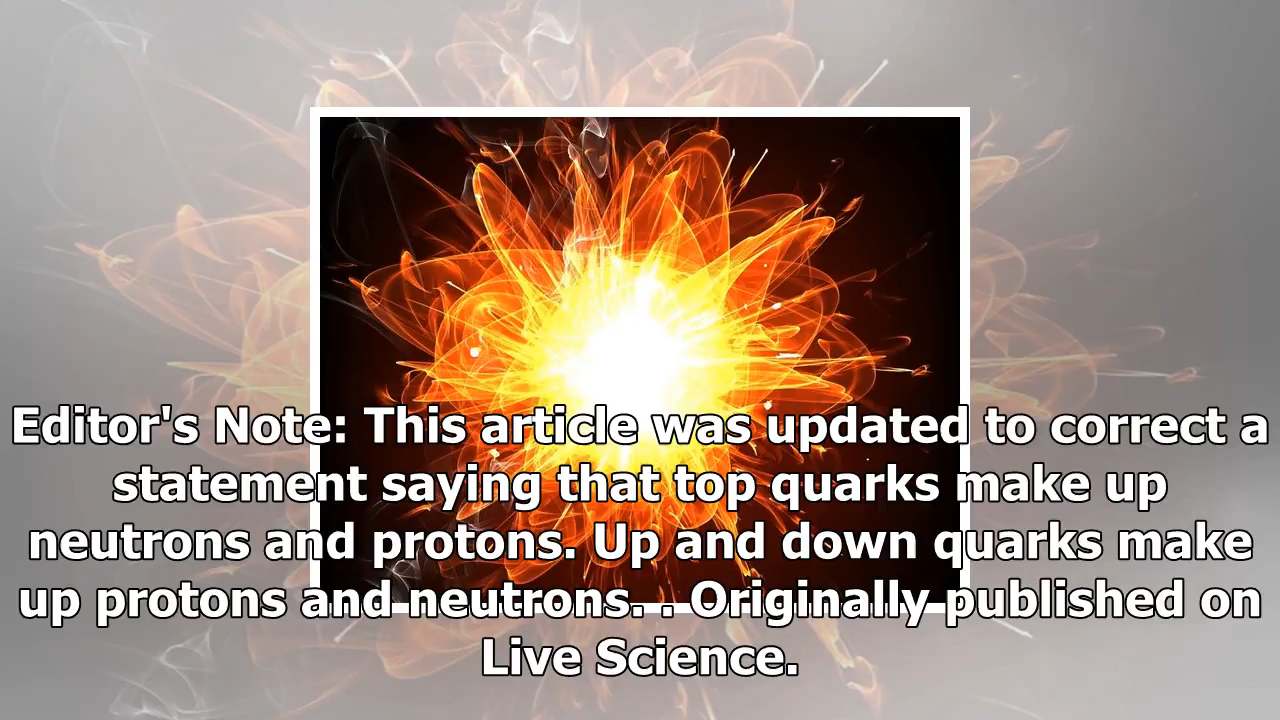 Editor's Note: This article was updated to correct a
statement saying that top quarks make up
neutrons and protons. Up and down quarks make
up protons and neutrons. . Originally published on
Live Science.